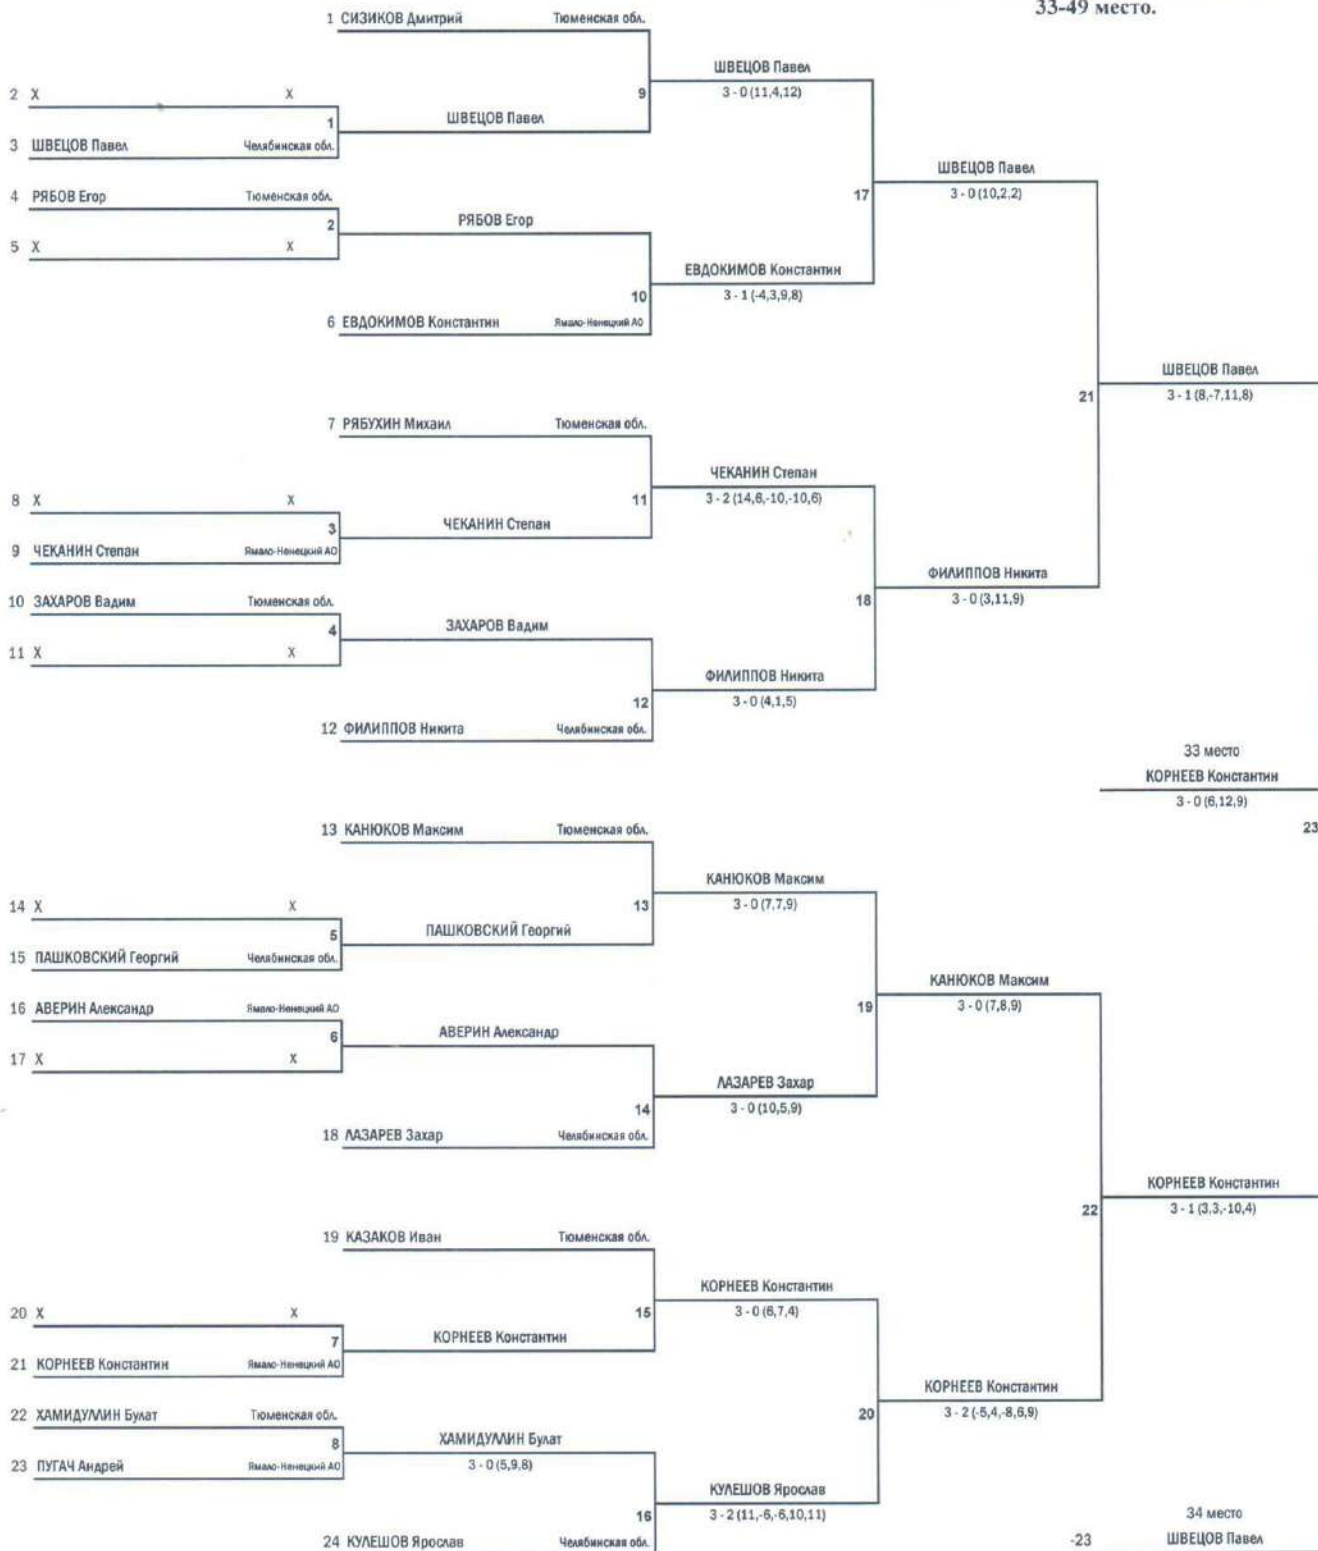 33-49 место.
1 СИЗИКОВ Дмитрий Тюменская обл.
ШВЕЦОВ Павел
2 X X
9 3 - 0 (11,4,12)
1 ШВЕЦОВ Павел
3 ШВЕЦОВ Павел Челябинская обл.
ШВЕЦОВ Павел
4 РЯБОВ Егор Тюменская обл.
17 3 - 0 (10,2,2)
2 РЯБОВ Егор
5 X X
ЕВДОКИМОВ Константин
10 3 - 1 (-4,3,9,8)
6 ЕВДОКИМОВ Константин Ямало-Ненецкий АО
ШВЕЦОВ Павел
21 3 - 1 (8,-7,11,8)
7 РЯБУХИН Михаил Тюменская обл.
ЧЕКАНИН Степан
8 X X
11 3 - 2 (14,6,-10,-10,6)
3 ЧЕКАНИН Степан
9 ЧЕКАНИН Степан Ямало-Ненецкий АО
ФИЛИППОВ Никита
10 ЗАХАРОВ Вадим Тюменская обл.
18 3 - 0 (3,11,9)
4 ЗАХАРОВ Вадим
11 X X
ФИЛИППОВ Никита
12 3 - 0 (4,1,5)
12 ФИЛИППОВ Никита Челябинская обл.
33 место
КОРНЕЕВ Константин
3 - 0 (6,12,9)
23
13 КАНЮКОВ Максим Тюменская обл.
КАНЮКОВ Максим
14 X X
13 3 - 0 (7,7,9)
5 ПАШКОВСКИЙ Георгий
15 ПАШКОВСКИЙ Георгий Челябинская обл.
КАНЮКОВ Максим
16 АВЕРИН Александр Ямало-Ненецкий АО
19 3 - 0 (7,8,9)
6 АВЕРИН Александр
17 X X
ЛАЗАРЕВ Захар
14 3 - 0 (10,5,9)
18 ЛАЗАРЕВ Захар Челябинская обл.
КОРНЕЕВ Константин
22 3 - 1 (3,3,-10,4)
19 КАЗАКОВ Иван Тюменская обл.
КОРНЕЕВ Константин
20 X X
15 3 - 0 (6,7,4)
7 КОРНЕЕВ Константин
21 КОРНЕЕВ Константин Ямало-Ненецкий АО
КОРНЕЕВ Константин
22 ХАМИДУЛЛИН Булат Тюменская обл.
20 3 - 2 (-5,4,-8,6,9)
8 ХАМИДУЛЛИН Булат
23 ПУГАЧ Андрей Ямало-Ненецкий АО
3 - 0 (5,9,8)
КУЛЕШОВ Ярослав
16 3 - 2 (11,-6,-6,10,11)
34 место
24 КУЛЕШОВ Ярослав Челябинская обл.
-23 ШВЕЦОВ Павел